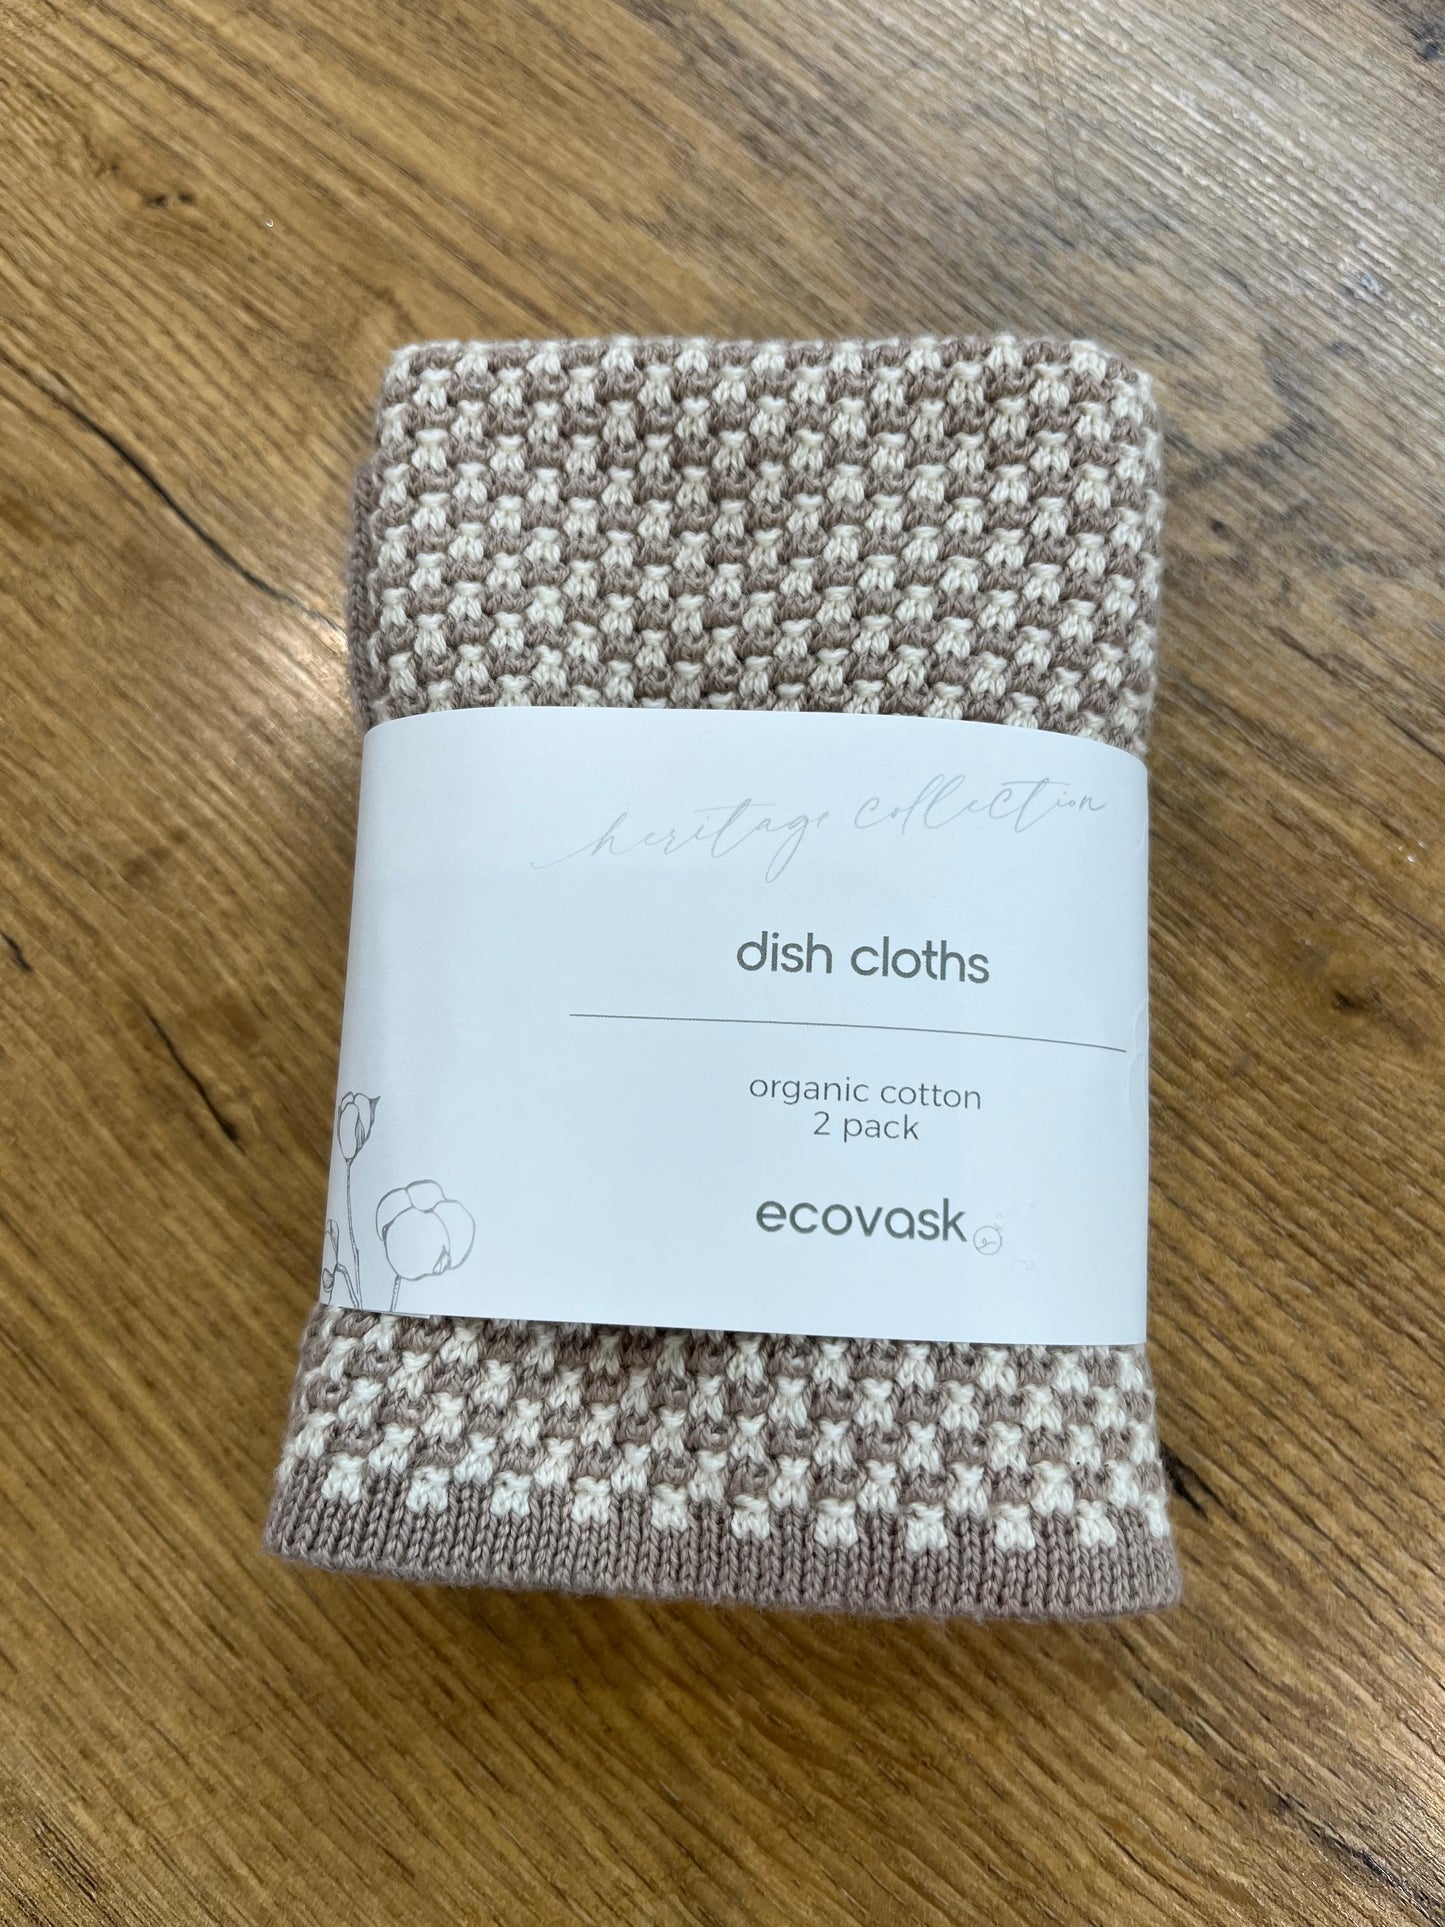 heritage collection
dish cloths
organic cotton
2 pack
ecovask